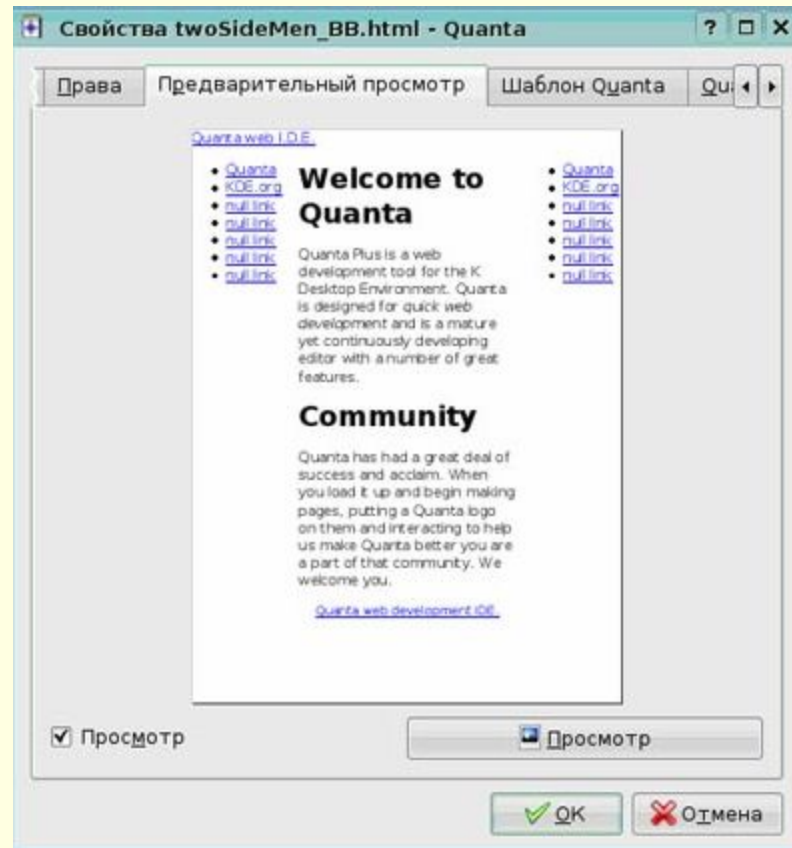 Свойства twoSideMen_BB.html - Quanta
Права Предварительный просмотр Шаблон Quanta Qu
Quanta web I.D.E.
Quanta
KDE.org
null link
null link
null link
null link
null link
Welcome to
Quanta
Quanta Plus is a web
development tool for the K
Desktop Environment. Quanta
is designed for quick web
development and is a mature
yet continuously developing
editor with a number of great
features.
Community
Quanta has had a great deal of
success and acclaim. When
you load it up and begin making
pages, putting a Quanta logo
on them and interacting to help
us make Quanta better you are
a part of that community. We
welcome you.
Quanta web development IDE.
Quanta
KDE.org
null link
null link
null link
null link
null link
Просмотр
Просмотр
OK Отмена